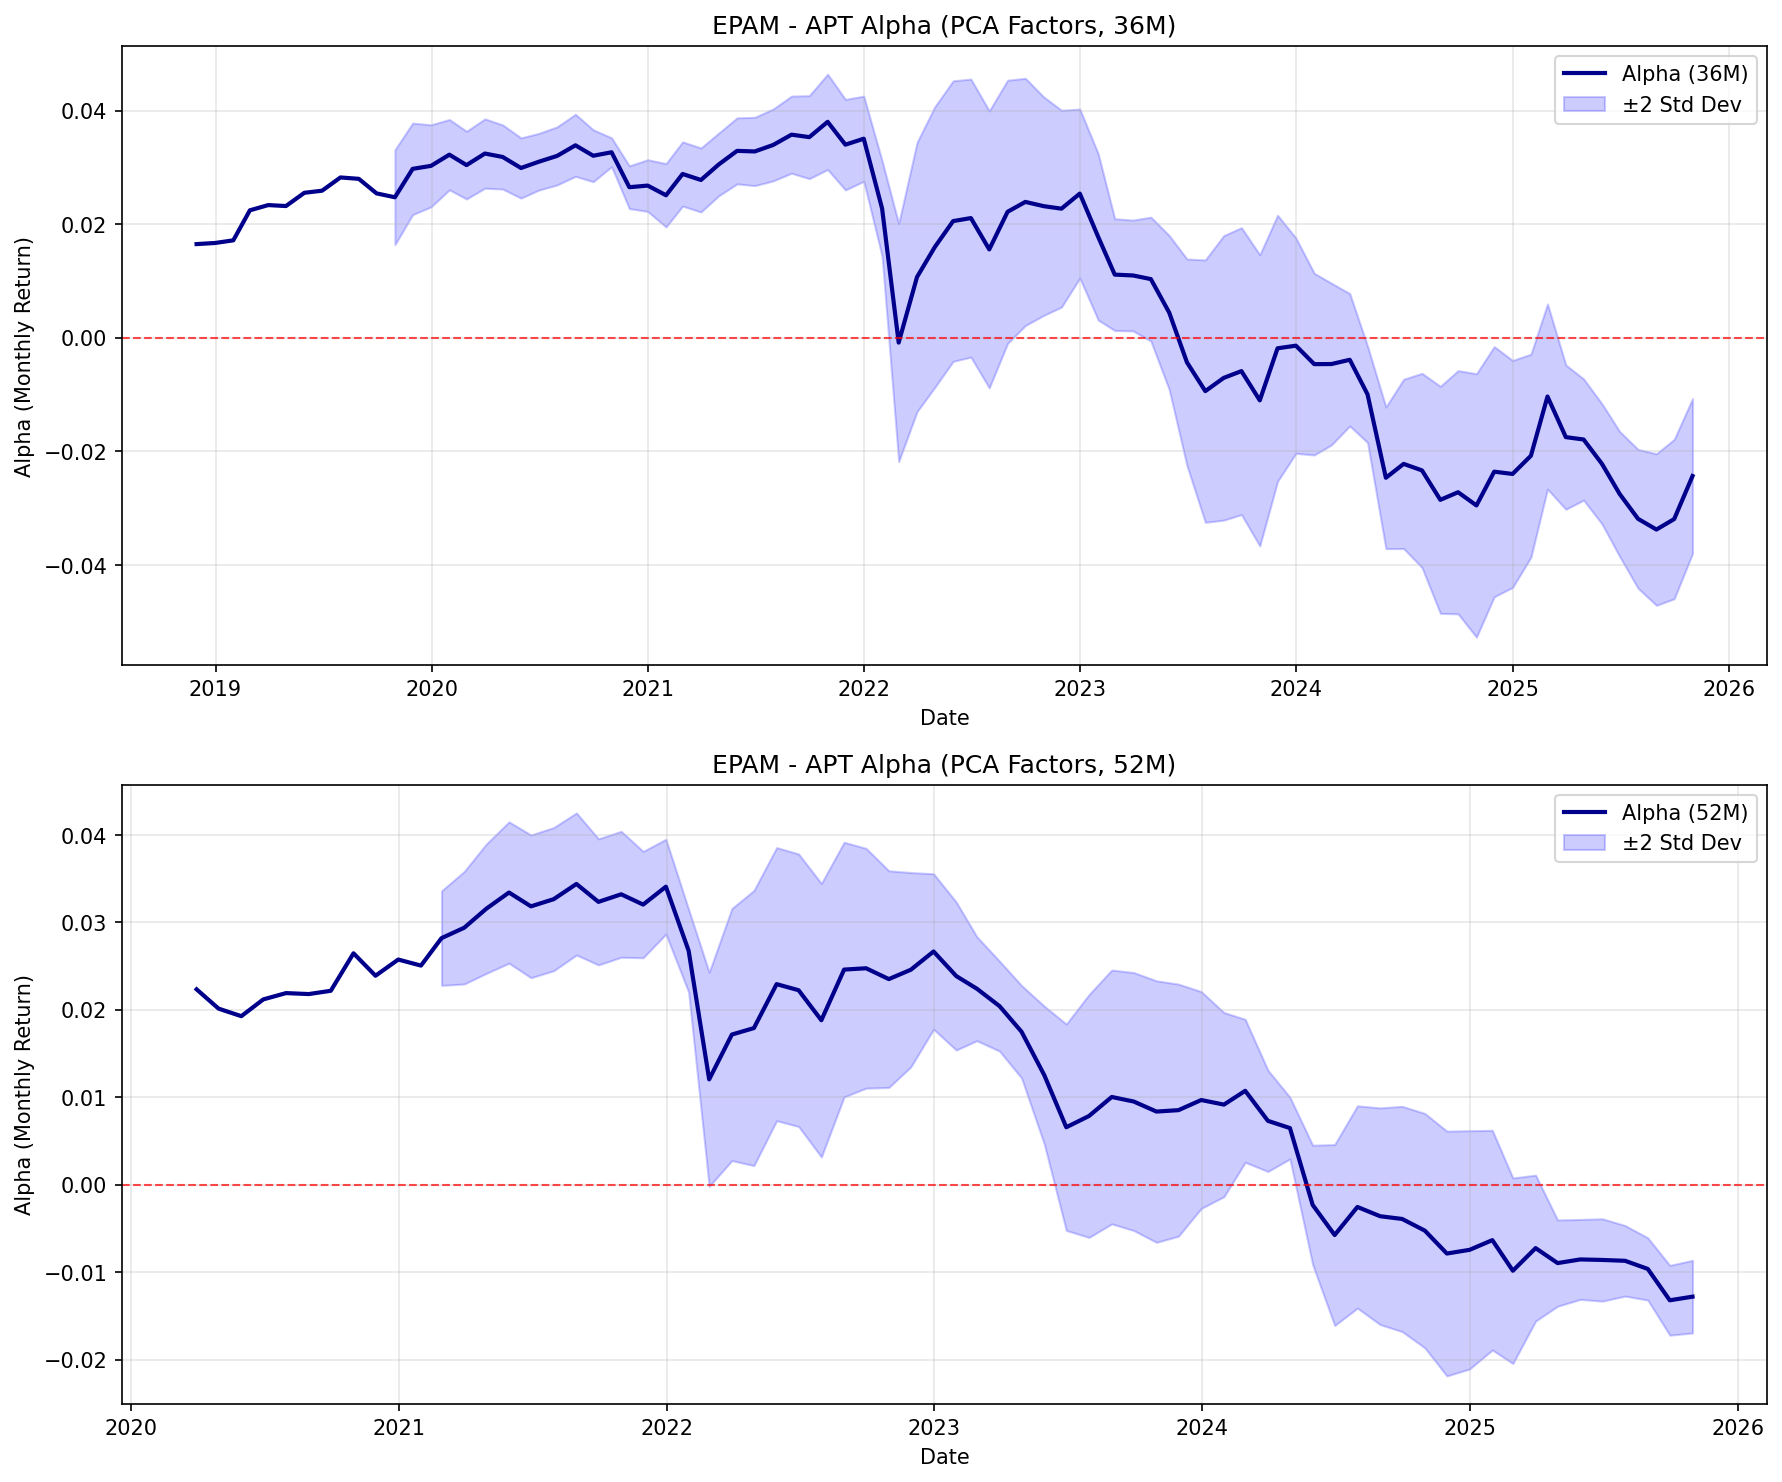 EPAM - APT Alpha (PCA Factors, 36M)
Alpha (Monthly Return)
0.04
0.02
0.00
−0.02
−0.04
Alpha (36M)
±2 Std Dev
2019 2020 2021 2022 2023 2024 2025 2026
Date
EPAM - APT Alpha (PCA Factors, 52M)
Alpha (Monthly Return)
0.04
0.03
0.02
0.01
0.00
−0.01
−0.02
Alpha (52M)
±2 Std Dev
2020 2021 2022 2023 2024 2025 2026
Date